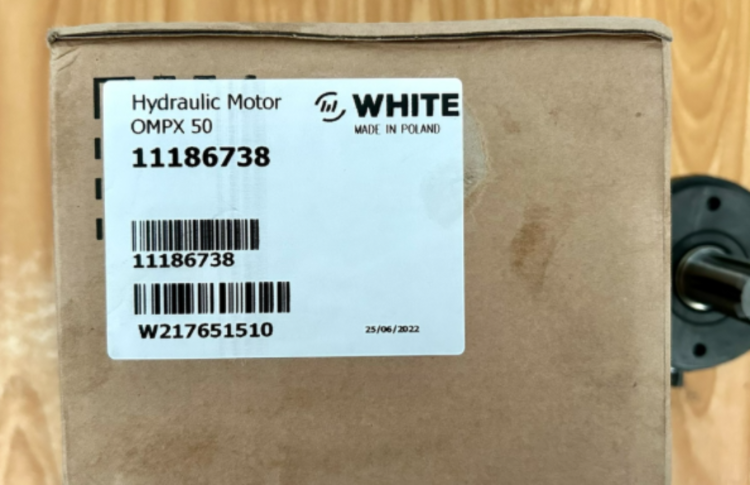 Hydraulic Motor
OMPX 50
11186738
WHITE
MADE IN POLAND
11186738
W217651510
25/06/2022